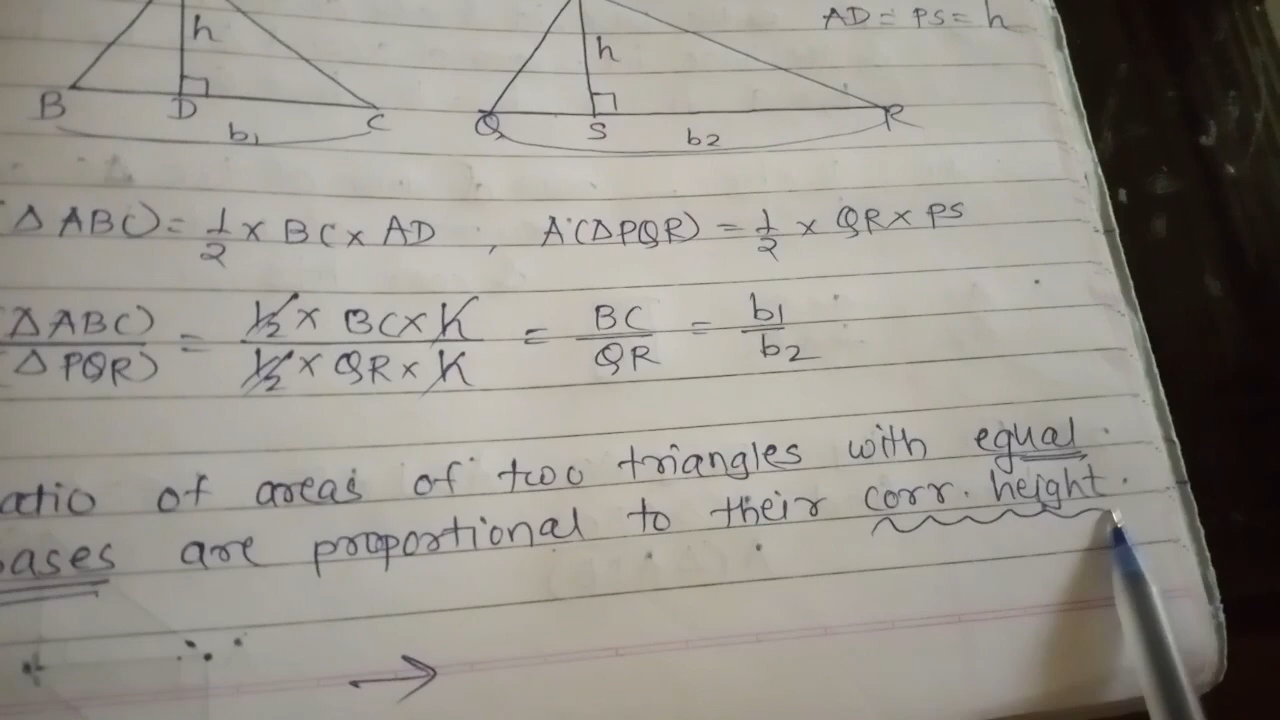 h
h
AD = PS = h
B
D
C
Q
S
R
b1
b2
Δ ABC) = 1/2 × BC × AD , A(ΔPQR) = 1/2 × QR × PS
ΔABC) / ΔPQR) = 1/2 × BC × h / 1/2 × QR × h = BC / QR = b1 / b2
atio of areas of two triangles with equal
bases are proportional to their corr. height.